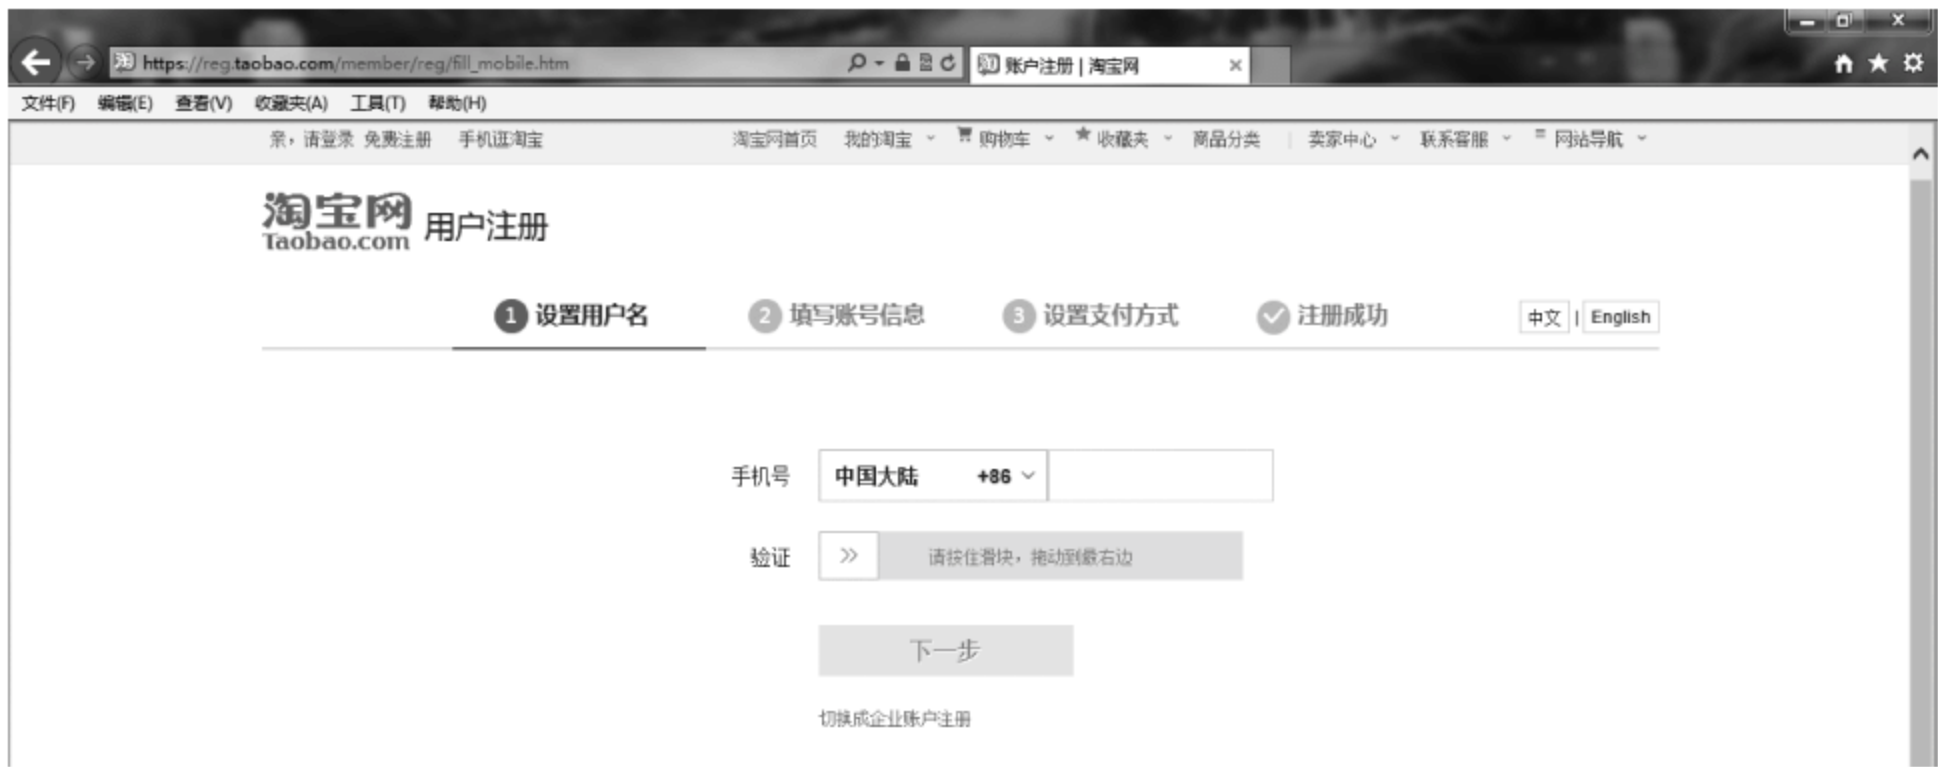 https://reg.taobao.com/member/reg/fill_mobile.htm
账户注册 | 淘宝网
文件(F) 编辑(E) 查看(V) 收藏夹(A) 工具(T) 帮助(H)
亲，请登录 免费注册 手机逛淘宝 淘宝网首页 我的淘宝 购物车 收藏夹 商品分类 | 卖家中心 联系客服 网站导航
淘宝网
Taobao.com
用户注册
1 设置用户名 2 填写账号信息 3 设置支付方式 注册成功 中文 | English
手机号 中国大陆 +86
验证 >> 请按住滑块，拖动到最右边
下一步
切换成企业账户注册